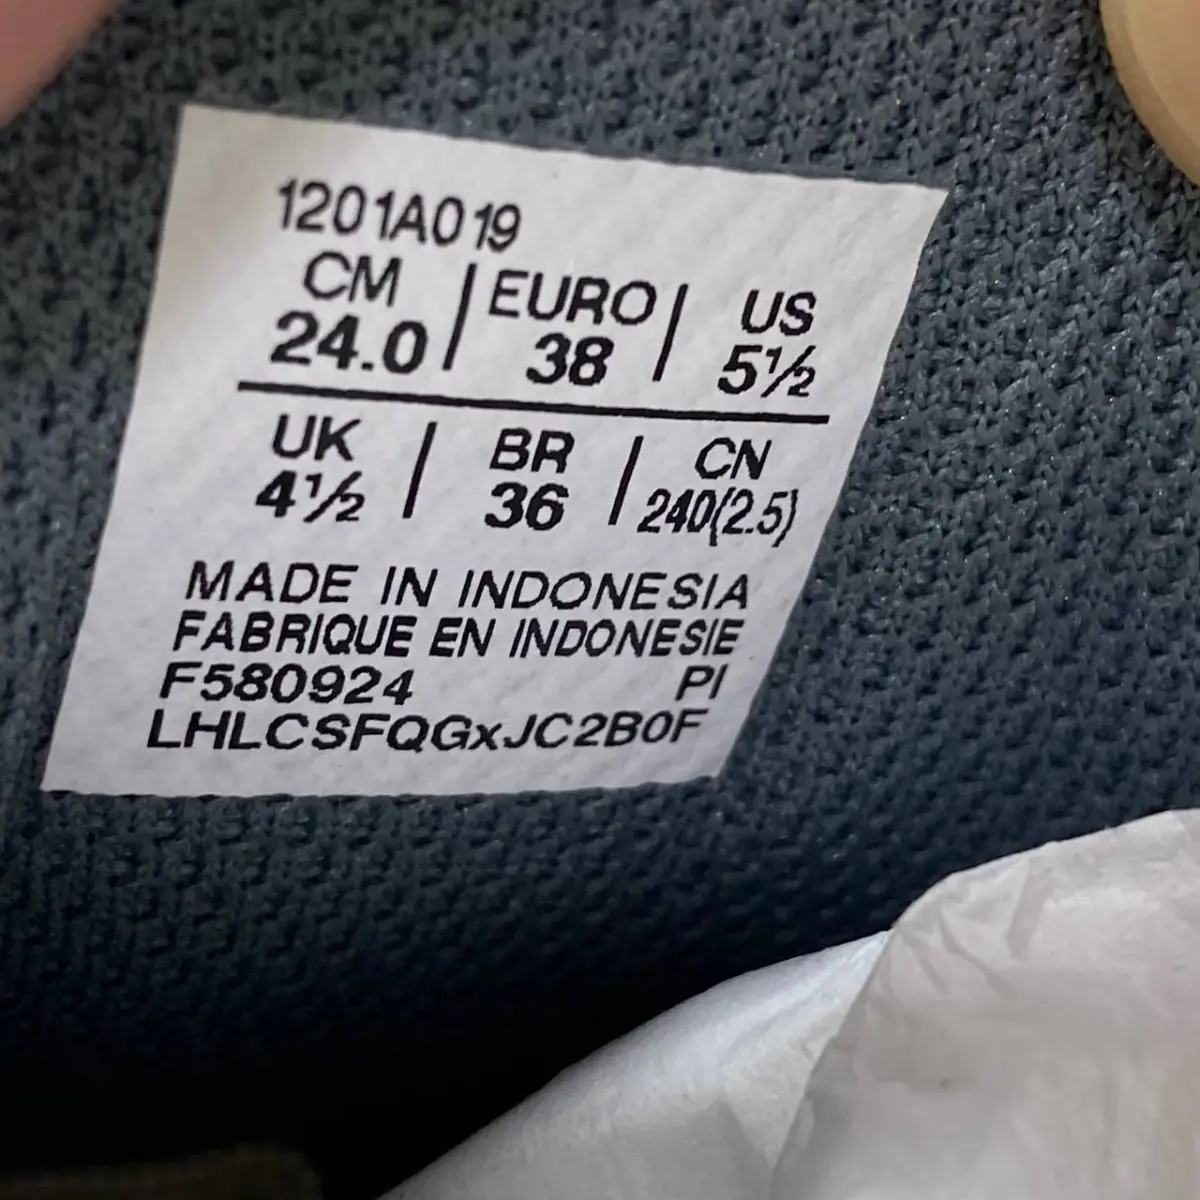 1201A019
CM | EURO | US
24.0 | 38 | 5½
UK | BR | CN
4½ | 36 | 240(2.5)
MADE IN INDONESIA
FABRIQUE EN INDONESIE
F580924 PI
LHLCSFQGxJC2B0F